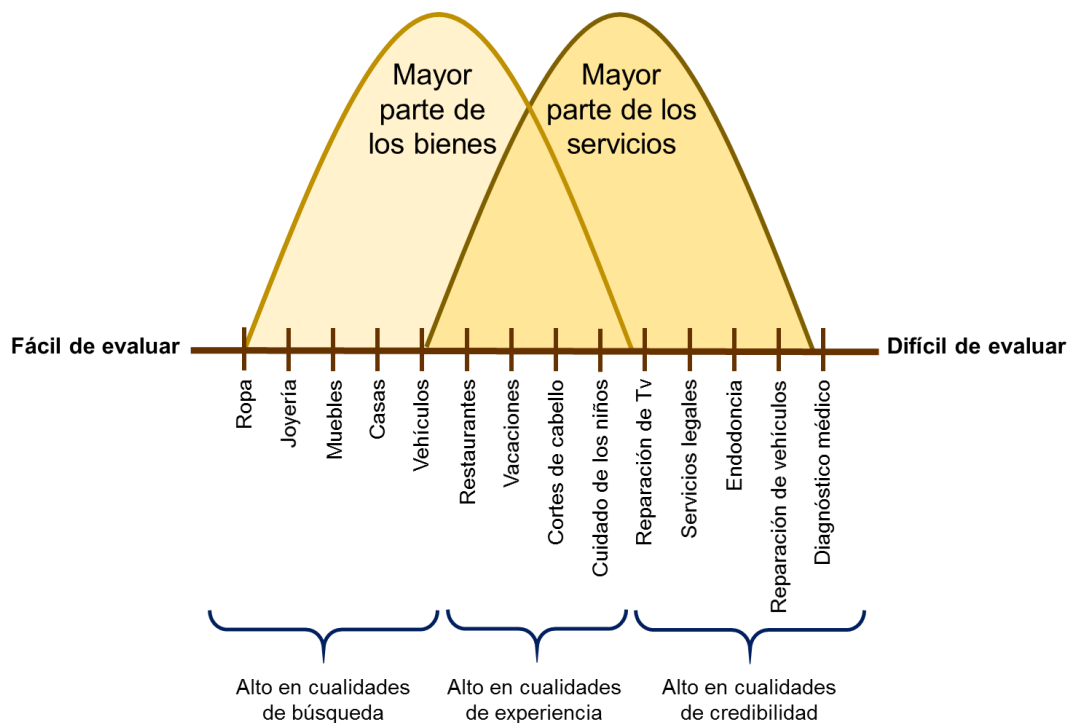 Mayor
parte de
los bienes
Mayor
parte de los
servicios
Fácil de evaluar
Difícil de evaluar
Ropa
Joyería
Muebles
Casas
Vehículos
Restaurantes
Vacaciones
Cortes de cabello
Cuidado de los niños
Reparación de Tv
Servicios legales
Endodoncia
Reparación de vehículos
Diagnóstico médico
Alto en cualidades
de búsqueda
Alto en cualidades
de experiencia
Alto en cualidades
de credibilidad